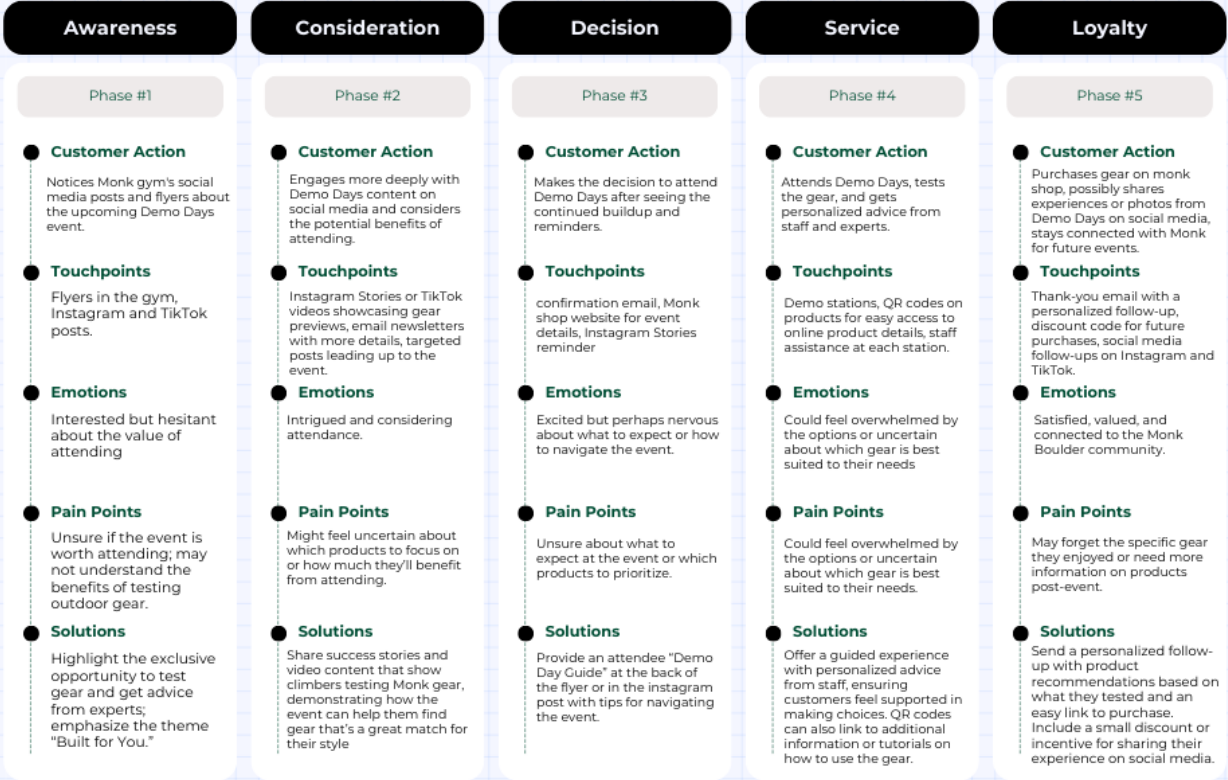 Awareness
Phase #1
Customer Action
Notices Monk gym's social
media posts and flyers about
the upcoming Demo Days
event.
Touchpoints
Flyers in the gym,
Instagram and TikTok
posts.
Emotions
Interested but hesitant
about the value of
attending
Pain Points
Unsure if the event is
worth attending; may
not understand the
benefits of testing
outdoor gear.
Solutions
Highlight the exclusive
opportunity to test
gear and get advice
from experts;
emphasize the theme
"Built for You."
Consideration
Phase #2
Customer Action
Engages more deeply with
Demo Days content on
social media and considers
the potential benefits of
attending.
Touchpoints
Instagram Stories or TikTok
videos showcasing gear
previews, email newsletters
with more details, targeted
posts leading up to the
event.
Emotions
Intrigued and considering
attendance.
Pain Points
Might feel uncertain about
which products to focus on
or how much they'll benefit
from attending.
Solutions
Share success stories and
video content that show
climbers testing Monk gear,
demonstrating how the
event can help them find
gear that's a great match for
their style
Decision
Phase #3
Customer Action
Makes the decision to attend
Demo Days after seeing the
continued buildup and
reminders.
Touchpoints
confirmation email, Monk
shop website for event
details, Instagram Stories
reminder
Emotions
Excited but perhaps nervous
about what to expect or how
to navigate the event.
Pain Points
Unsure about what to
expect at the event or which
products to prioritize.
Solutions
Provide an attendee "Demo
Day Guide" at the back of
the flyer or in the instagram
post with tips for navigating
the event.
Service
Phase #4
Customer Action
Attends Demo Days, tests
the gear, and gets
personalized advice from
staff and experts.
Touchpoints
Demo stations, QR codes on
products for easy access to
online product details, staff
assistance at each station.
Emotions
Could feel overwhelmed by
the options or uncertain
about which gear is best
suited to their needs
Pain Points
Could feel overwhelmed by
the options or uncertain
about which gear is best
suited to their needs.
Solutions
Offer a guided experience
with personalized advice
from staff, ensuring
customers feel supported in
making choices. QR codes
can also link to additional
information or tutorials on
how to use the gear.
Loyalty
Phase #5
Customer Action
Purchases gear on monk
shop, possibly shares
experiences or photos from
Demo Days on social media,
stays connected with Monk
for future events.
Touchpoints
Thank-you email with a
personalized follow-up,
discount code for future
purchases, social media
follow-ups on Instagram and
TikTok.
Emotions
Satisfied, valued, and
connected to the Monk
Boulder community.
Pain Points
May forget the specific gear
they enjoyed or need more
information on products
post-event.
Solutions
Send a personalized follow-
up with product
recommendations based on
what they tested and an
easy link to purchase.
Include a small discount or
incentive for sharing their
experience on social media.